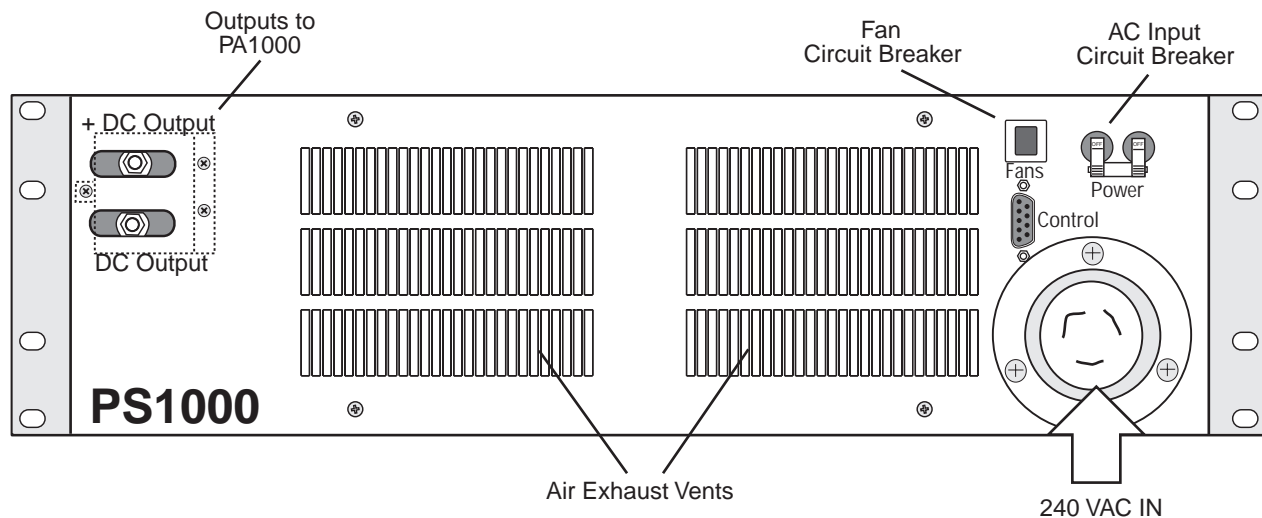 Outputs to
PA1000
Fan
Circuit Breaker
AC Input
Circuit Breaker
+ DC Output
DC Output
Fans
OFF OFF
Power
Control
PS1000
Air Exhaust Vents
240 VAC IN